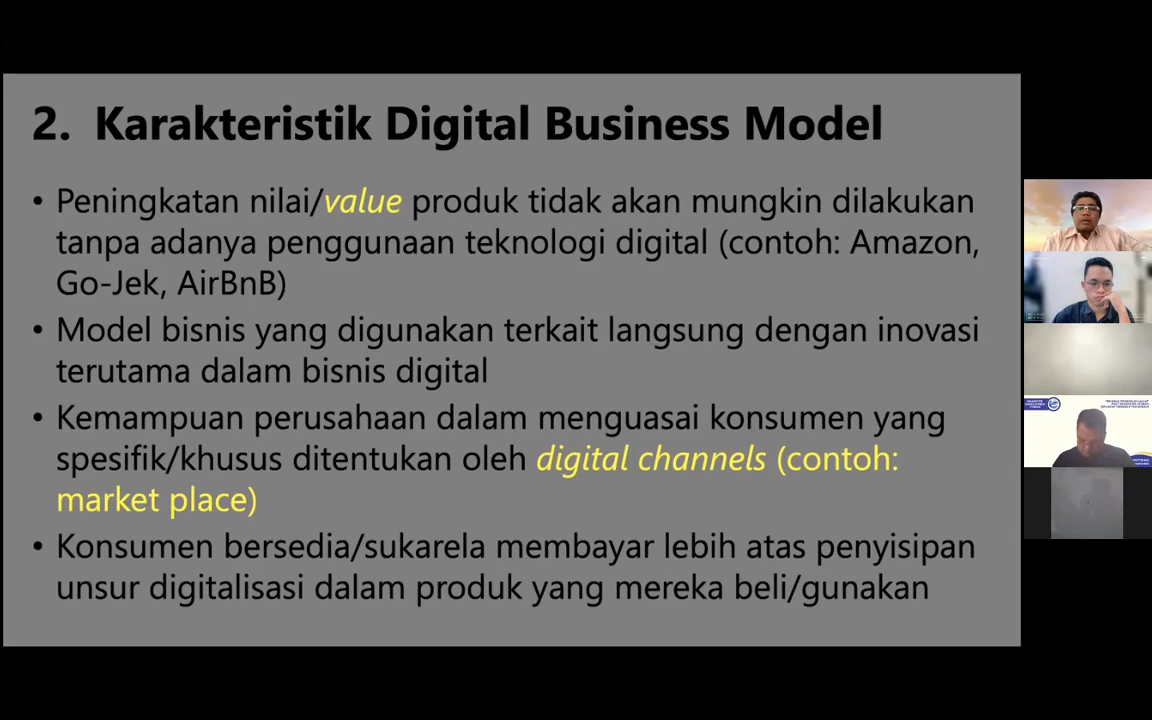 2. Karakteristik Digital Business Model
• Peningkatan nilai/value produk tidak akan mungkin dilakukan
tanpa adanya penggunaan teknologi digital (contoh: Amazon,
Go-Jek, AirBnB)
• Model bisnis yang digunakan terkait langsung dengan inovasi
terutama dalam bisnis digital
• Kemampuan perusahaan dalam menguasai konsumen yang
spesifik/khusus ditentukan oleh digital channels (contoh:
market place)
• Konsumen bersedia/sukarela membayar lebih atas penyisipan
unsur digitalisasi dalam produk yang mereka beli/gunakan